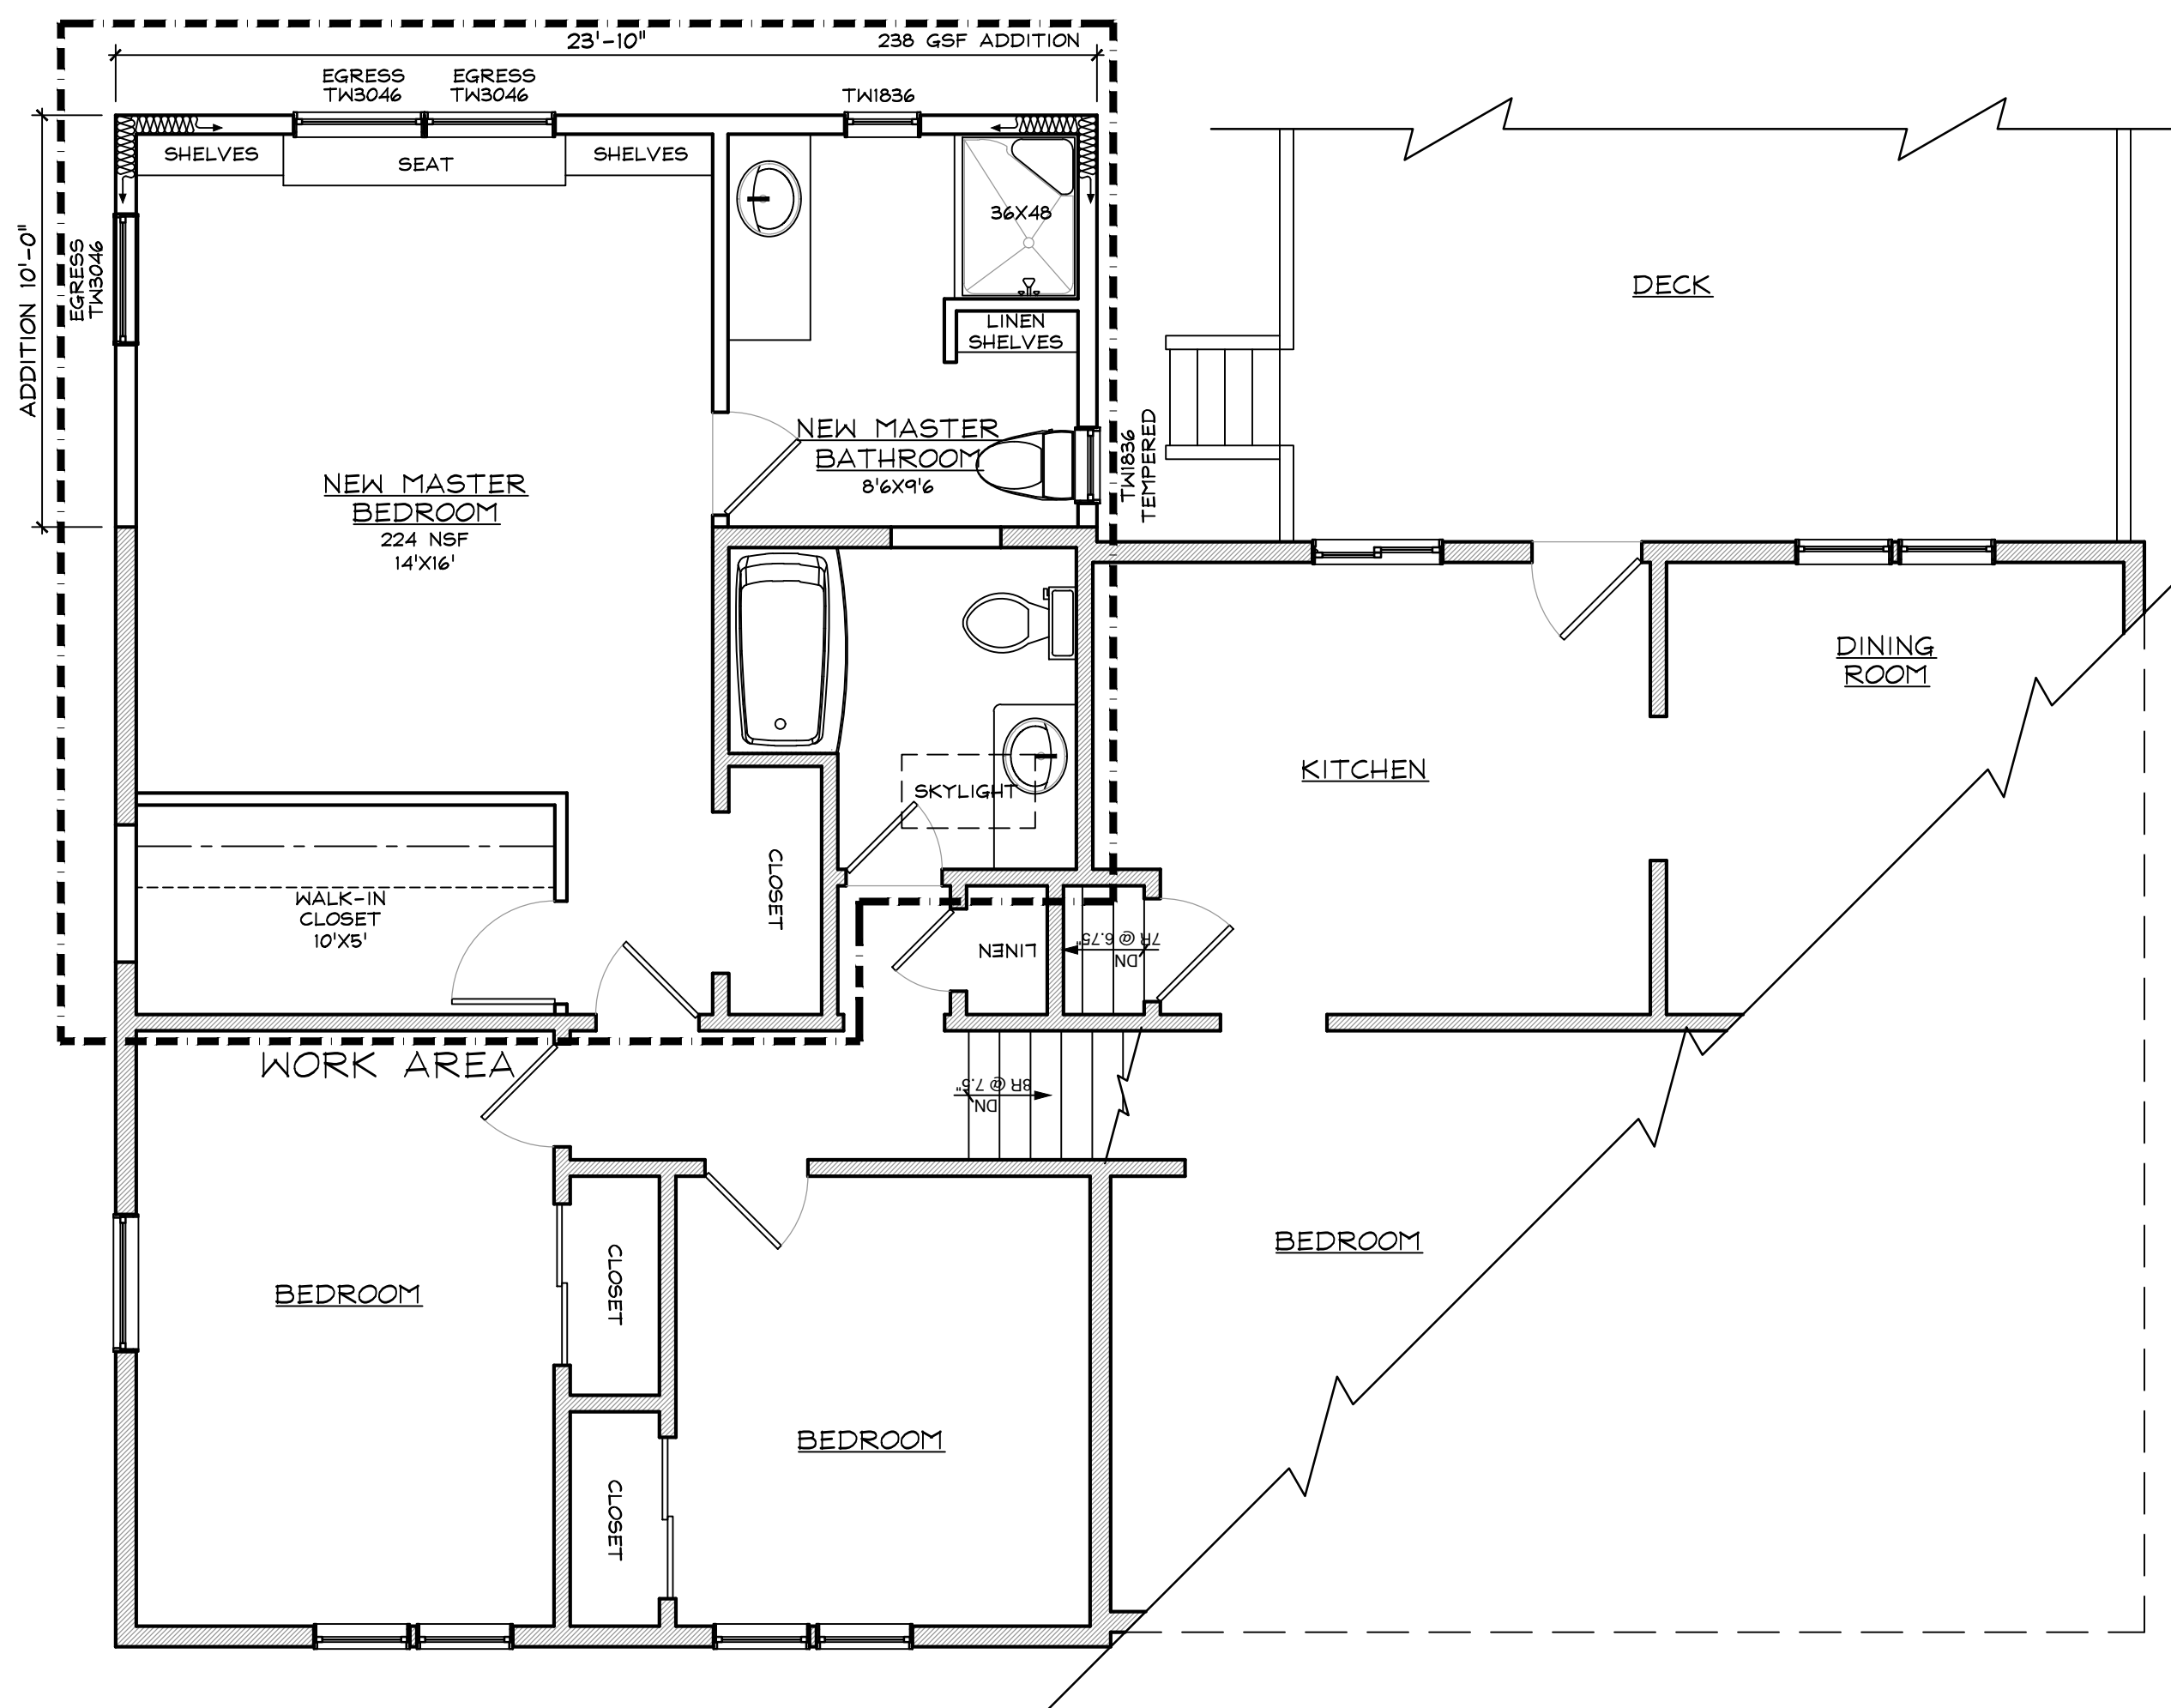 23'-10"
238 GSF ADDITION
EGRESS
TW3046
EGRESS
TW3046
TW1836
SHELVES
SEAT
SHELVES
36X48
ADDITION 10'-0"
EGRESS
TW3046
LINEN
SHELVES
DECK
NEW MASTER
BATHROOM
8'6X9'6
TW1836
TEMPERED
NEW MASTER
BEDROOM
224 NSF
14'X16'
DINING
ROOM
KITCHEN
SKYLIGHT
CLOSET
WALK-IN
CLOSET
10'X5'
LINEN
7R @ 6.75"
DN
WORK AREA
8R @ 7.5"
DN
BEDROOM
CLOSET
BEDROOM
BEDROOM
CLOSET